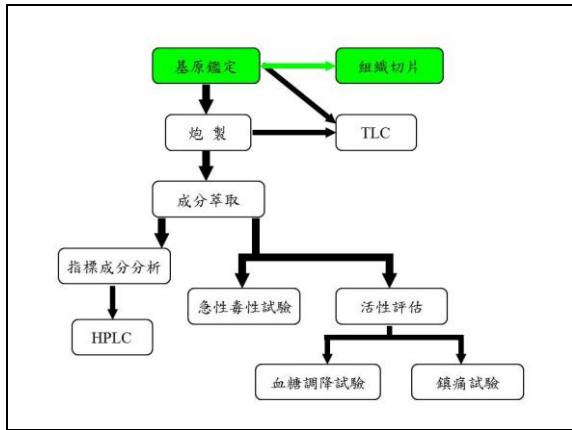 基原鑑定
組織切片
炮 製
TLC
成分萃取
指標成分分析
急性毒性試驗
活性評估
HPLC
血糖調降試驗
鎮痛試驗